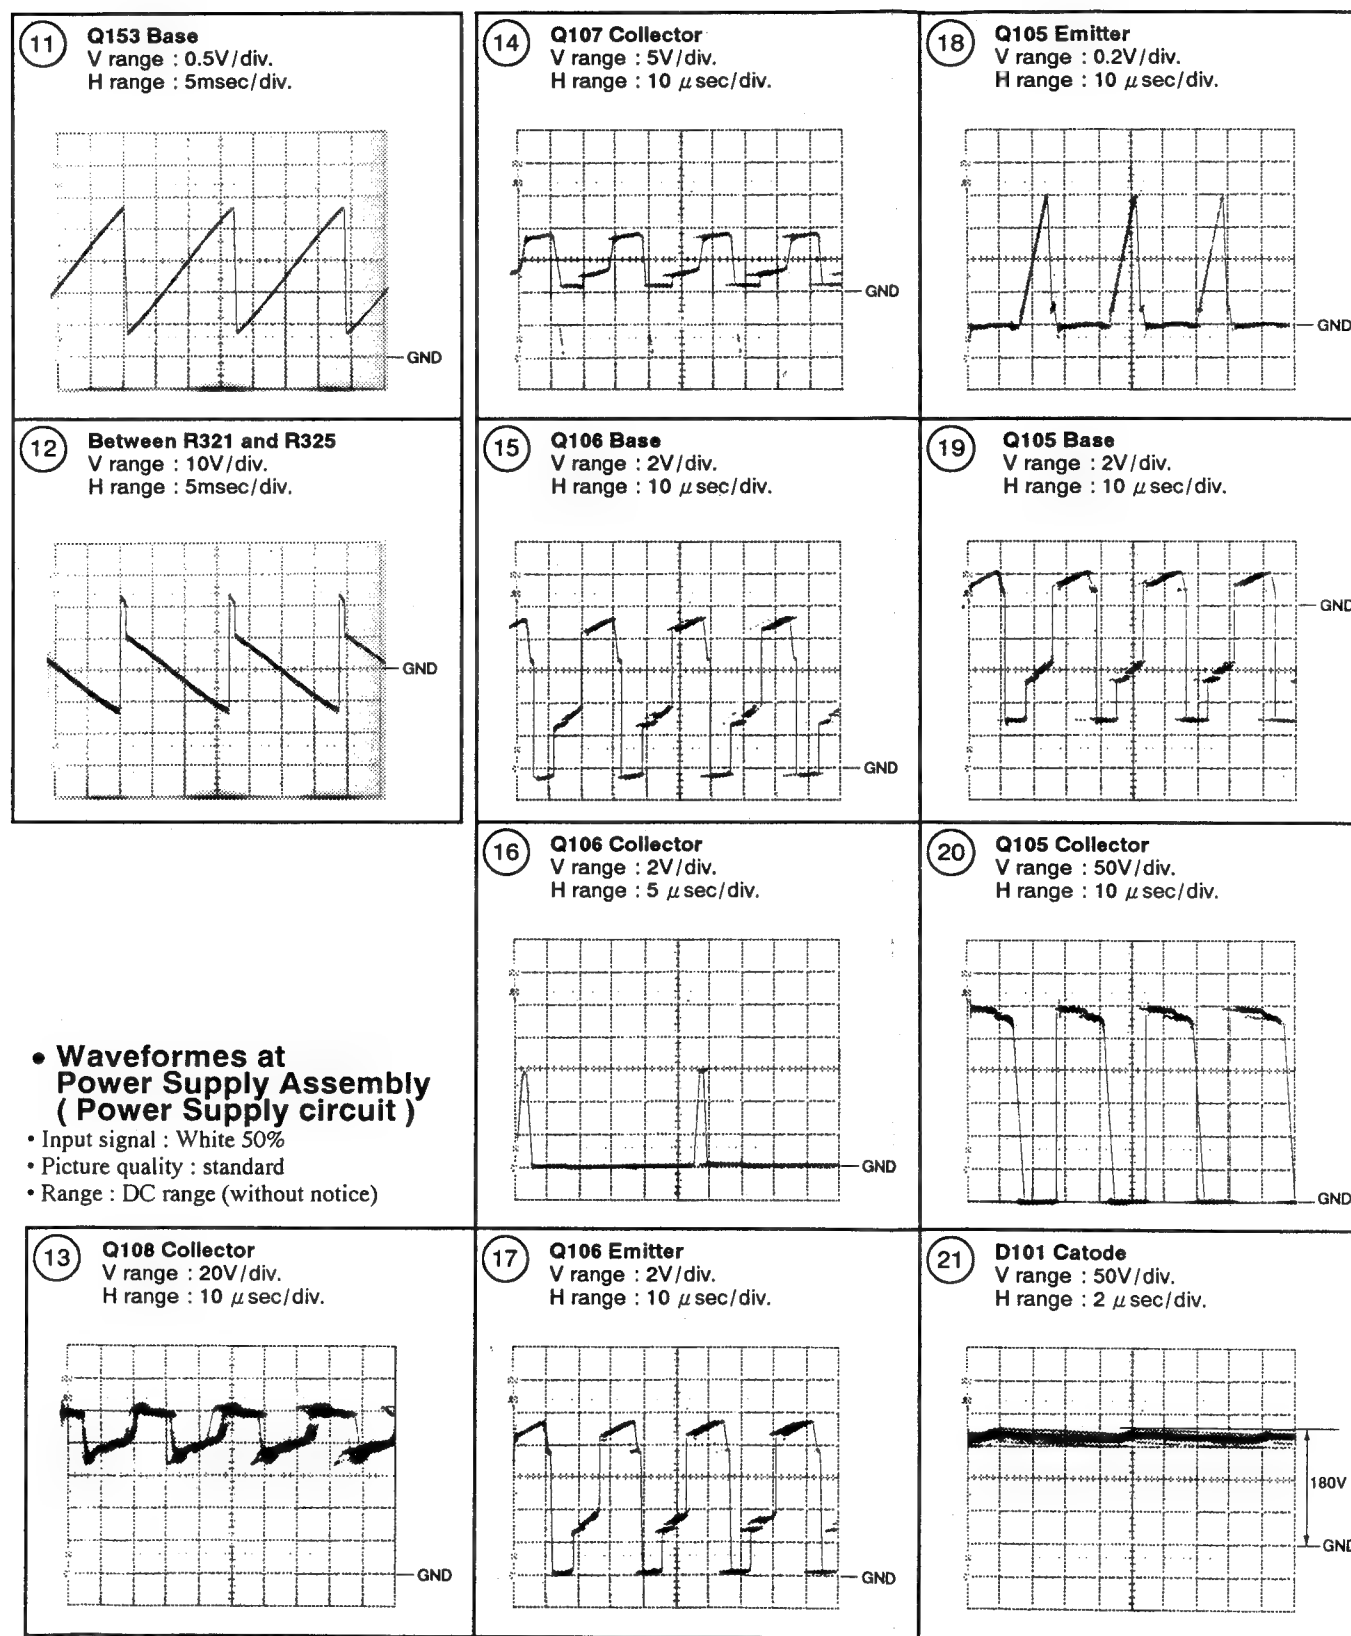 11
Q153 Base
V range : 0.5V/div.
H range : 5msec/div.
GND
12
Between R321 and R325
V range : 10V/div.
H range : 5msec/div.
GND
• Waveformes at
Power Supply Assembly
( Power Supply circuit )
• Input signal : White 50%
• Picture quality : standard
• Range : DC range (without notice)
13
Q108 Collector
V range : 20V/div.
H range : 10 μsec/div.
GND
14
Q107 Collector
V range : 5V/div.
H range : 10 μsec/div.
GND
15
Q106 Base
V range : 2V/div.
H range : 10 μsec/div.
GND
16
Q106 Collector
V range : 2V/div.
H range : 5 μsec/div.
GND
17
Q106 Emitter
V range : 2V/div.
H range : 10 μsec/div.
GND
18
Q105 Emitter
V range : 0.2V/div.
H range : 10 μsec/div.
GND
19
Q105 Base
V range : 2V/div.
H range : 10 μsec/div.
GND
20
Q105 Collector
V range : 50V/div.
H range : 10 μsec/div.
GND
21
D101 Catode
V range : 50V/div.
H range : 2 μsec/div.
180V
GND